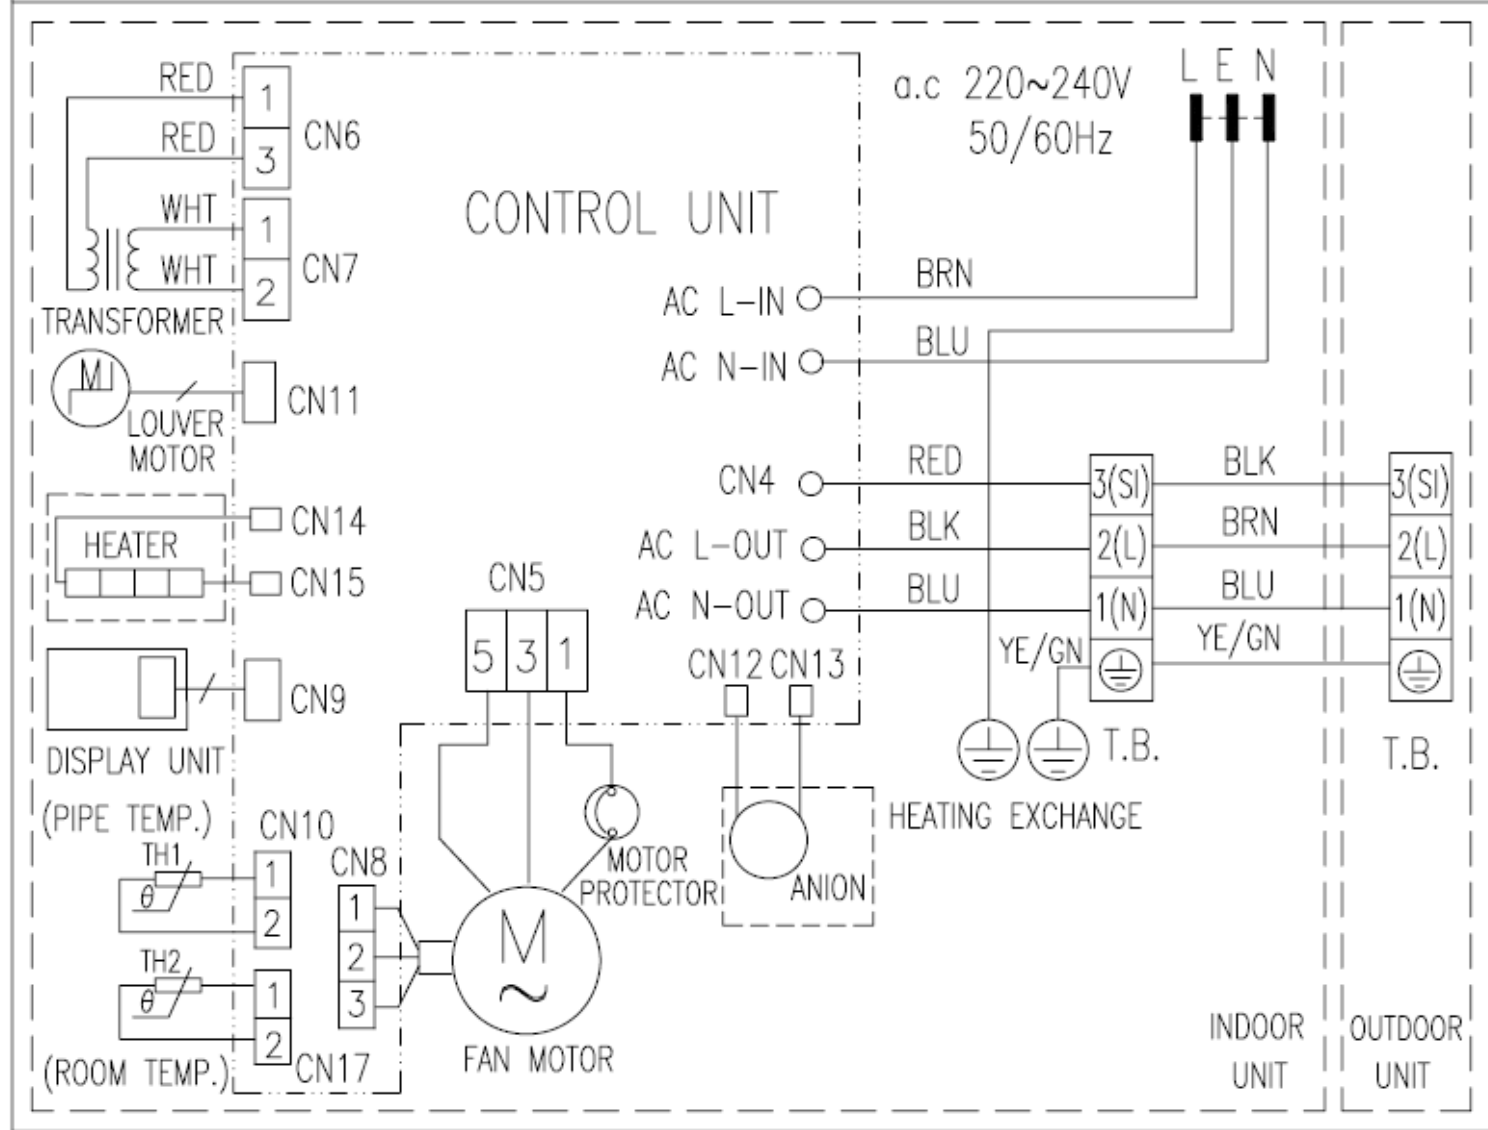 RED
1
CN6
RED
3
WHT
1
CN7
WHT
2
TRANSFORMER
M
CN11
LOUVER
MOTOR
CN14
HEATER
CN15
CN9
DISPLAY UNIT
(PIPE TEMP.)
CN10
TH1
θ
1
2
TH2
θ
1
2
(ROOM TEMP.)
CN17
CN8
1
2
3
CONTROL UNIT
CN5
5 3 1
M
~
FAN MOTOR
MOTOR
PROTECTOR
CN12 CN13
ANION
a.c 220~240V
50/60Hz
L E N
AC L-IN
BRN
AC N-IN
BLU
CN4
RED
3(SI)
BLK
3(SI)
AC L-OUT
BLK
2(L)
BRN
2(L)
AC N-OUT
BLU
1(N)
BLU
1(N)
YE/GN
YE/GN
T.B.
T.B.
HEATING EXCHANGE
INDOOR
UNIT
OUTDOOR
UNIT